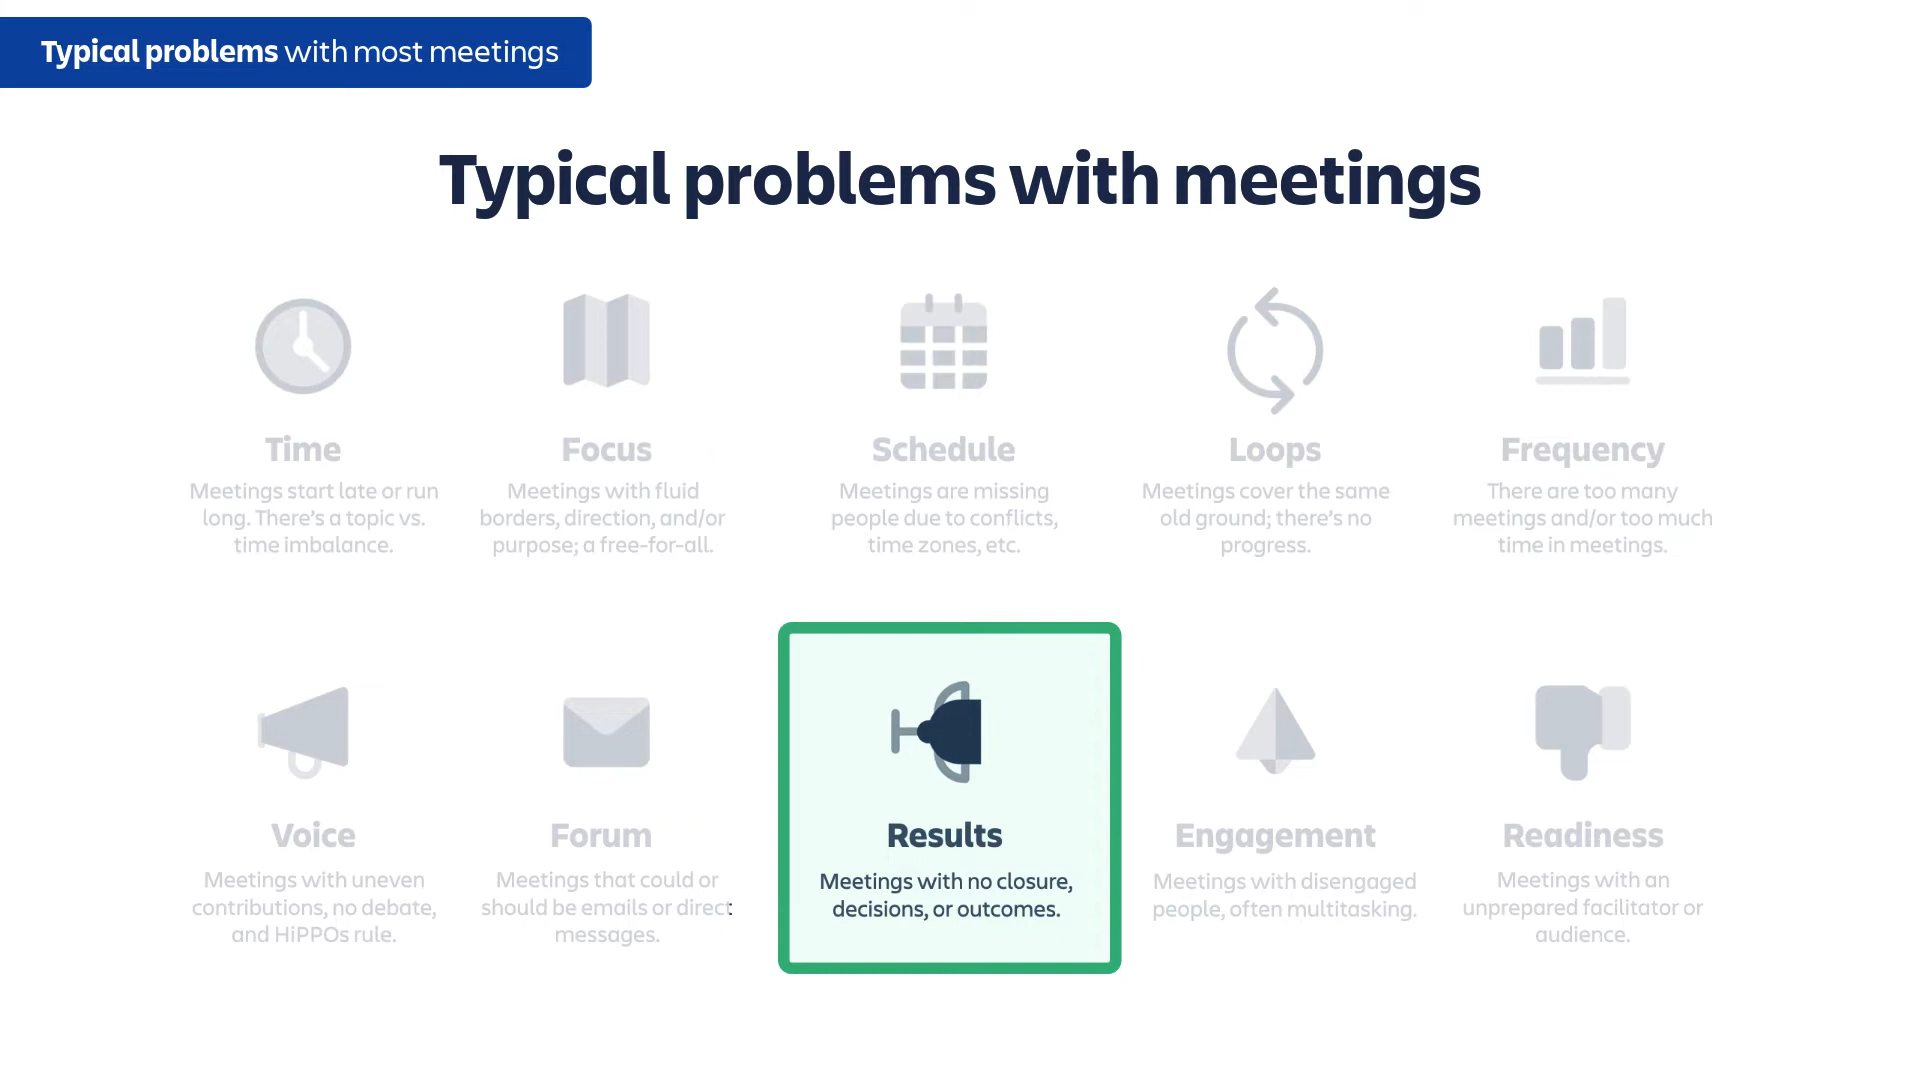 Typical problems with most meetings
Typical problems with meetings
Time
Meetings start late or run
long. There's a topic vs.
time imbalance.
Focus
Meetings with fluid
borders, direction, and/or
purpose; a free-for-all.
Schedule
Meetings are missing
people due to conflicts,
time zones, etc.
Loops
Meetings cover the same
old ground; there's no
progress.
Frequency
There are too many
meetings and/or too much
time in meetings.
Voice
Meetings with uneven
contributions, no debate,
and HiPPOs rule.
Forum
Meetings that could or
should be emails or direct
messages.
Results
Meetings with no closure,
decisions, or outcomes.
Engagement
Meetings with disengaged
people, often multitasking.
Readiness
Meetings with an
unprepared facilitator or
audience.